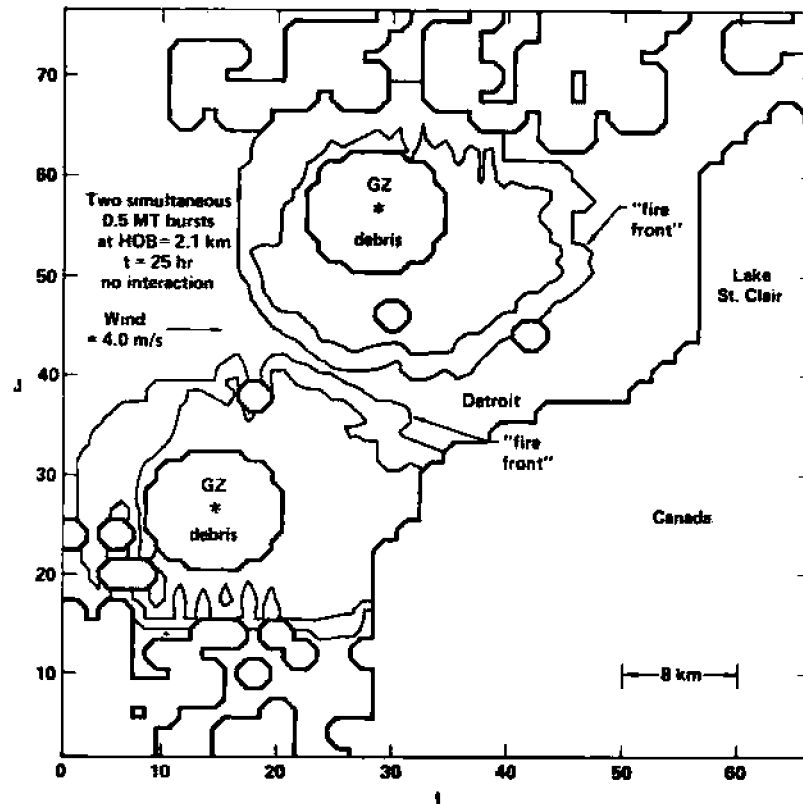 70
60
50
40
30
20
10
J
GZ
*
debris
Two simultaneous
0.5 MT bursts
at HOB = 2.1 km
t = 25 hr
no interaction
Wind
= 4.0 m/s
"fire
front"
Lake
St. Clair
Detroit
"fire
front"
GZ
*
debris
Canada
8 km
0
10
20
30
40
50
60
I